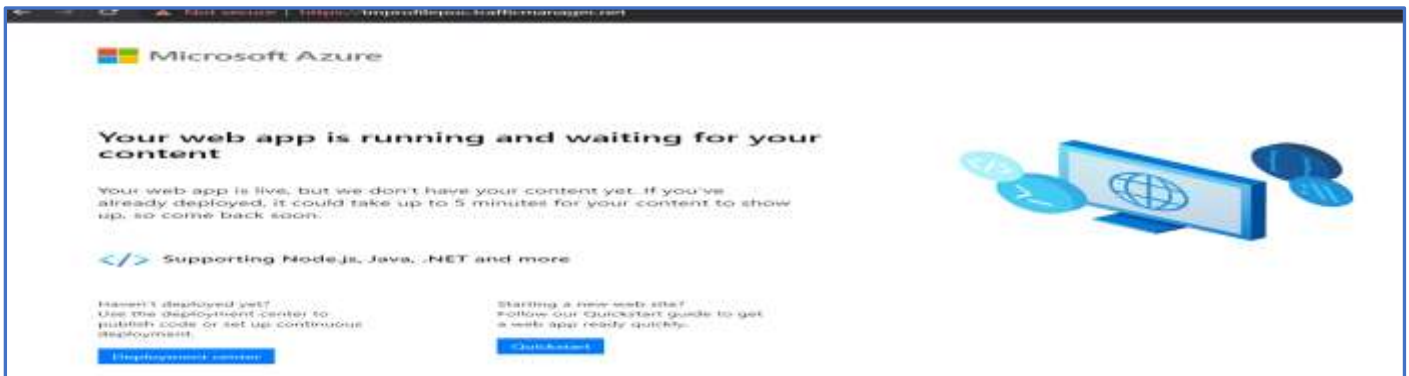 Not secure | https://tmprofilepoc.trafficmanager.net
Microsoft Azure
Your web app is running and waiting for your
content
Your web app is live, but we don't have your content yet. If you've
already deployed, it could take up to 5 minutes for your content to show
up, so come back soon.
</> Supporting Node.js, Java, .NET and more
Haven't deployed yet?
Use the deployment center to
publish code or set up continuous
deployment.
Deployment center
Starting a new web site?
Follow our Quickstart guide to get
a web app ready quickly.
Quickstart